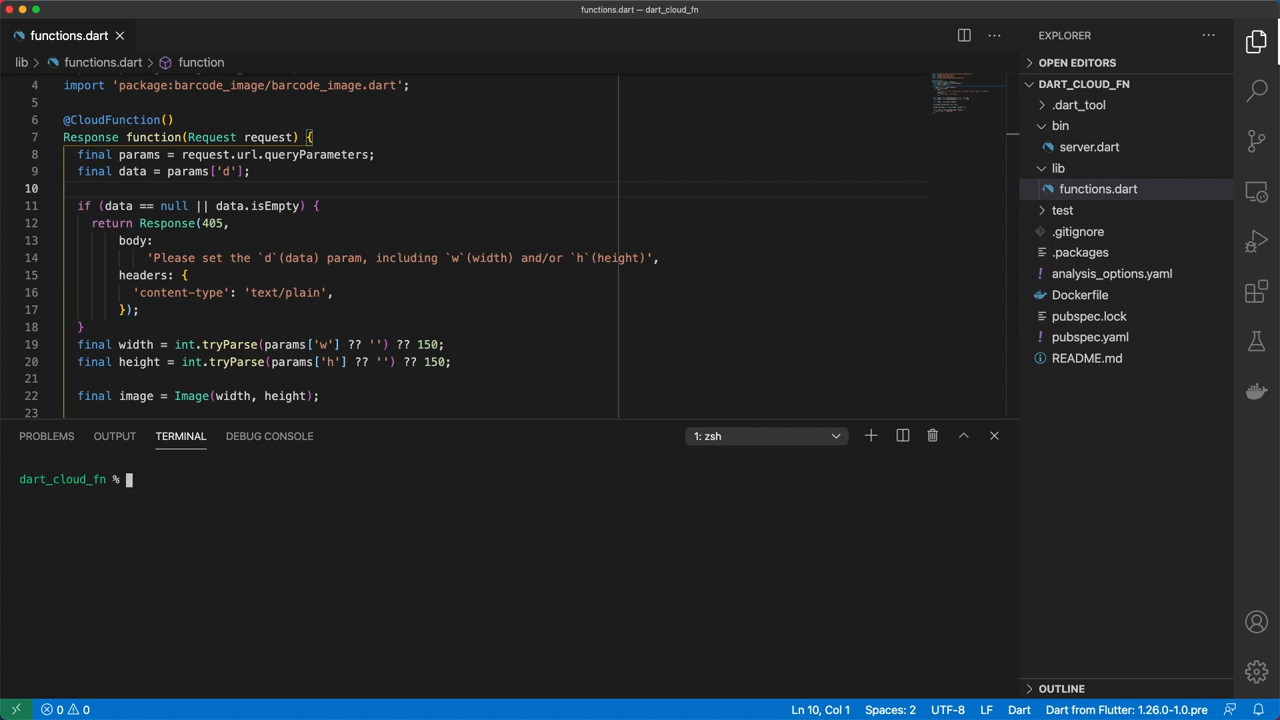 functions.dart — dart_cloud_fn
functions.dart
lib functions.dart function
4 import 'package:barcode_image/barcode_image.dart';
5
6 @CloudFunction()
7 Response function(Request request) {
8 final params = request.url.queryParameters;
9 final data = params['d'];
10
11 if (data == null || data.isEmpty) {
12 return Response(405,
13 body:
14 'Please set the `d`(data) param, including `w`(width) and/or `h`(height)',
15 headers: {
16 'content-type': 'text/plain',
17 });
18 }
19 final width = int.tryParse(params['w'] ?? '') ?? 150;
20 final height = int.tryParse(params['h'] ?? '') ?? 150;
21
22 final image = Image(width, height);
23
PROBLEMS OUTPUT TERMINAL DEBUG CONSOLE 1: zsh
dart_cloud_fn %
EXPLORER
OPEN EDITORS
DART_CLOUD_FN
.dart_tool
bin
server.dart
lib
functions.dart
test
.gitignore
.packages
analysis_options.yaml
Dockerfile
pubspec.lock
pubspec.yaml
README.md
OUTLINE
0 0 Ln 10, Col 1 Spaces: 2 UTF-8 LF Dart Dart from Flutter: 1.26.0-1.0.pre